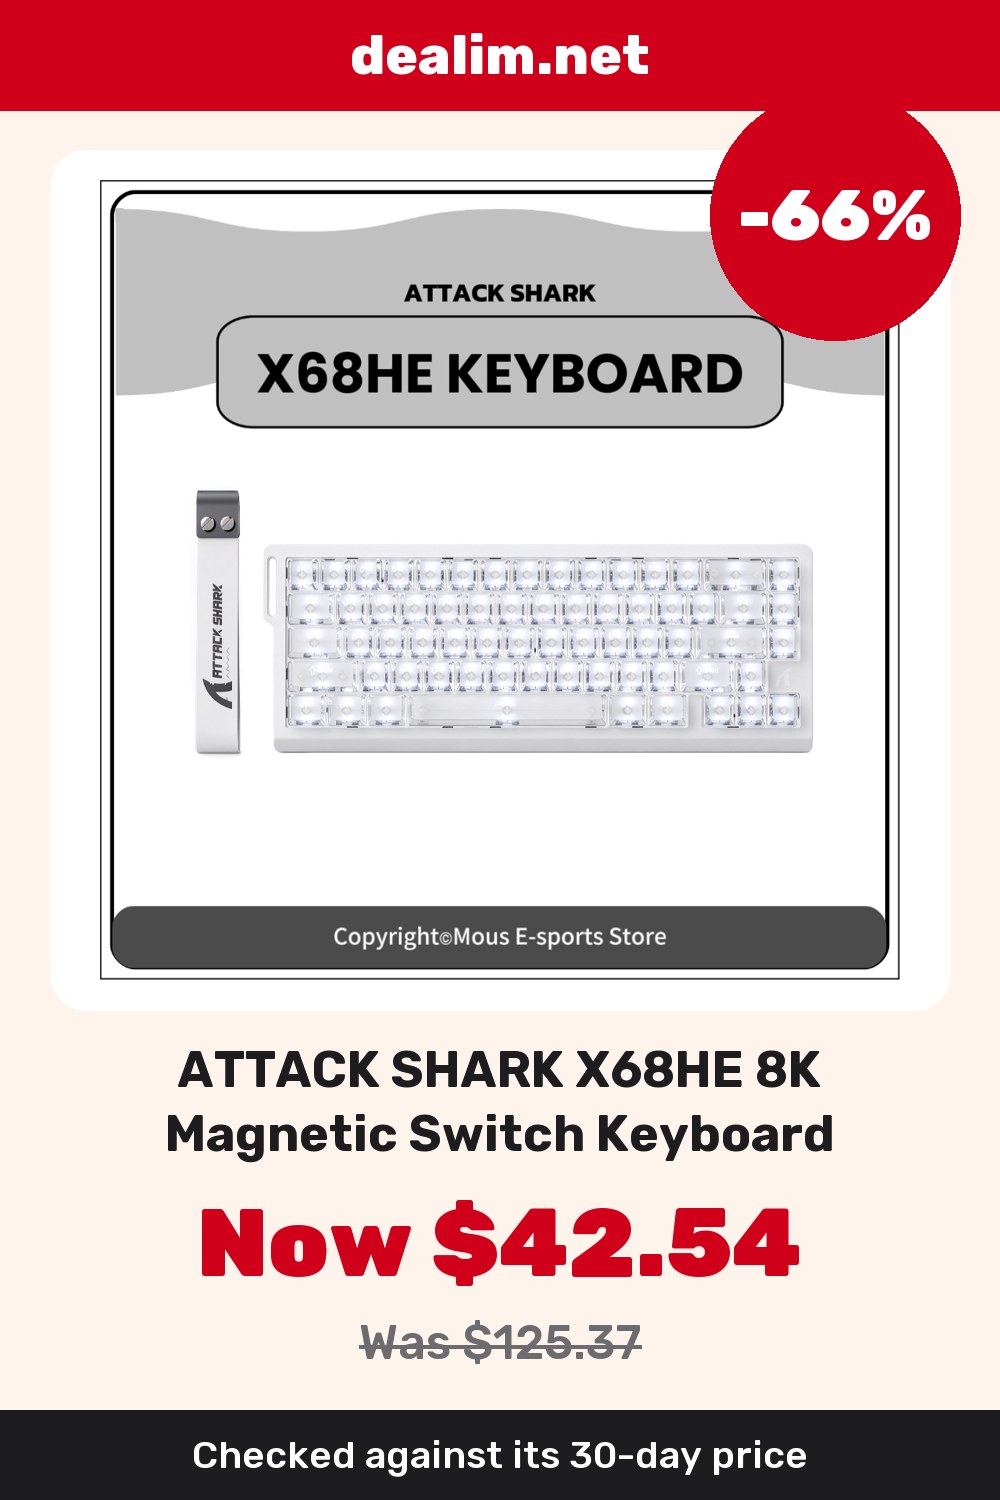 dealim.net
-66%
ATTACK SHARK
X68HE KEYBOARD
ATTACK SHARK
Copyright©Mous E-sports Store
ATTACK SHARK X68HE 8K
Magnetic Switch Keyboard
Now $42.54
Was $125.37
Checked against its 30-day price